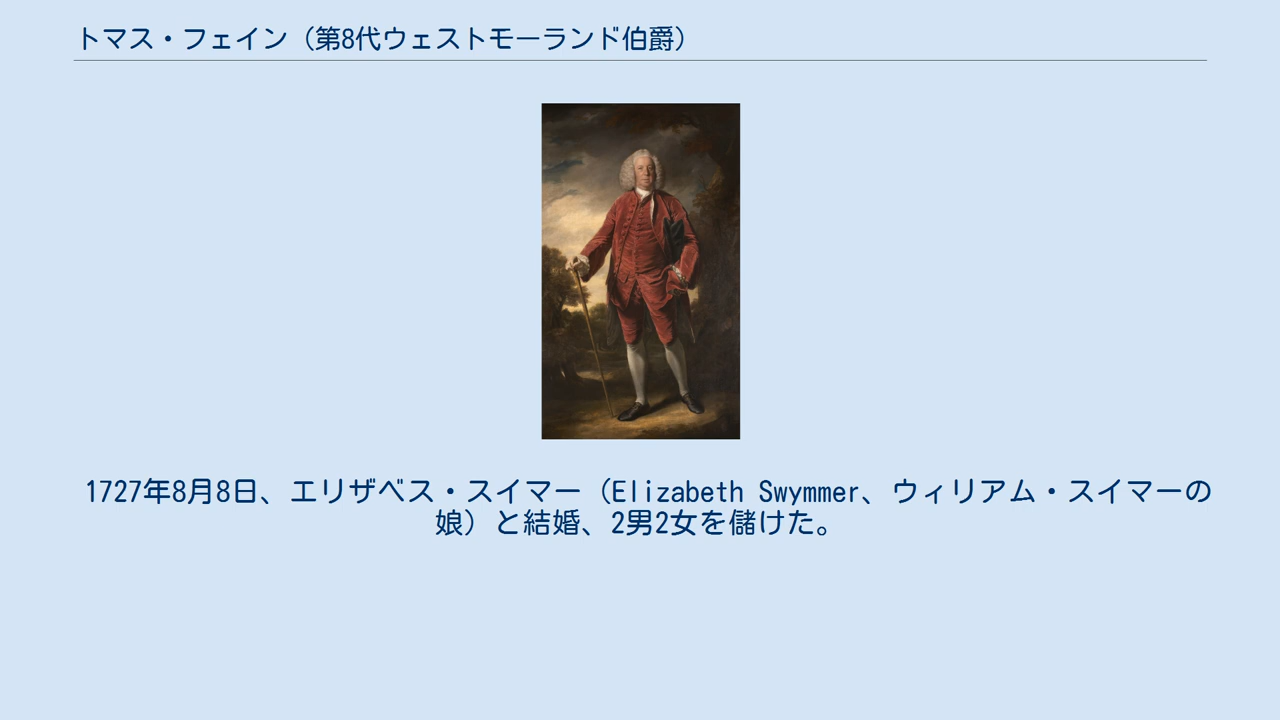 トマス・フェイン（第8代ウェストモーランド伯爵）
1727年8月8日、エリザベス・スイマー（Elizabeth Swymmer、ウィリアム・スイマーの
娘）と結婚、2男2女を儲けた。